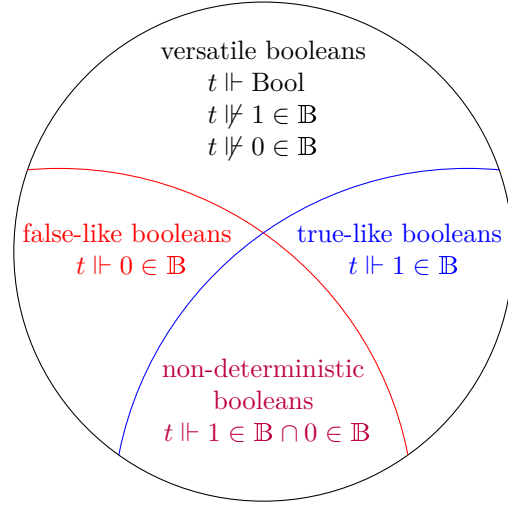 versatile booleans
t ⊩ Bool
t ⊮ 1 ∈ 𝔹
t ⊮ 0 ∈ 𝔹
false-like booleans
t ⊩ 0 ∈ 𝔹
true-like booleans
t ⊩ 1 ∈ 𝔹
non-deterministic
booleans
t ⊩ 1 ∈ 𝔹 ∩ 0 ∈ 𝔹